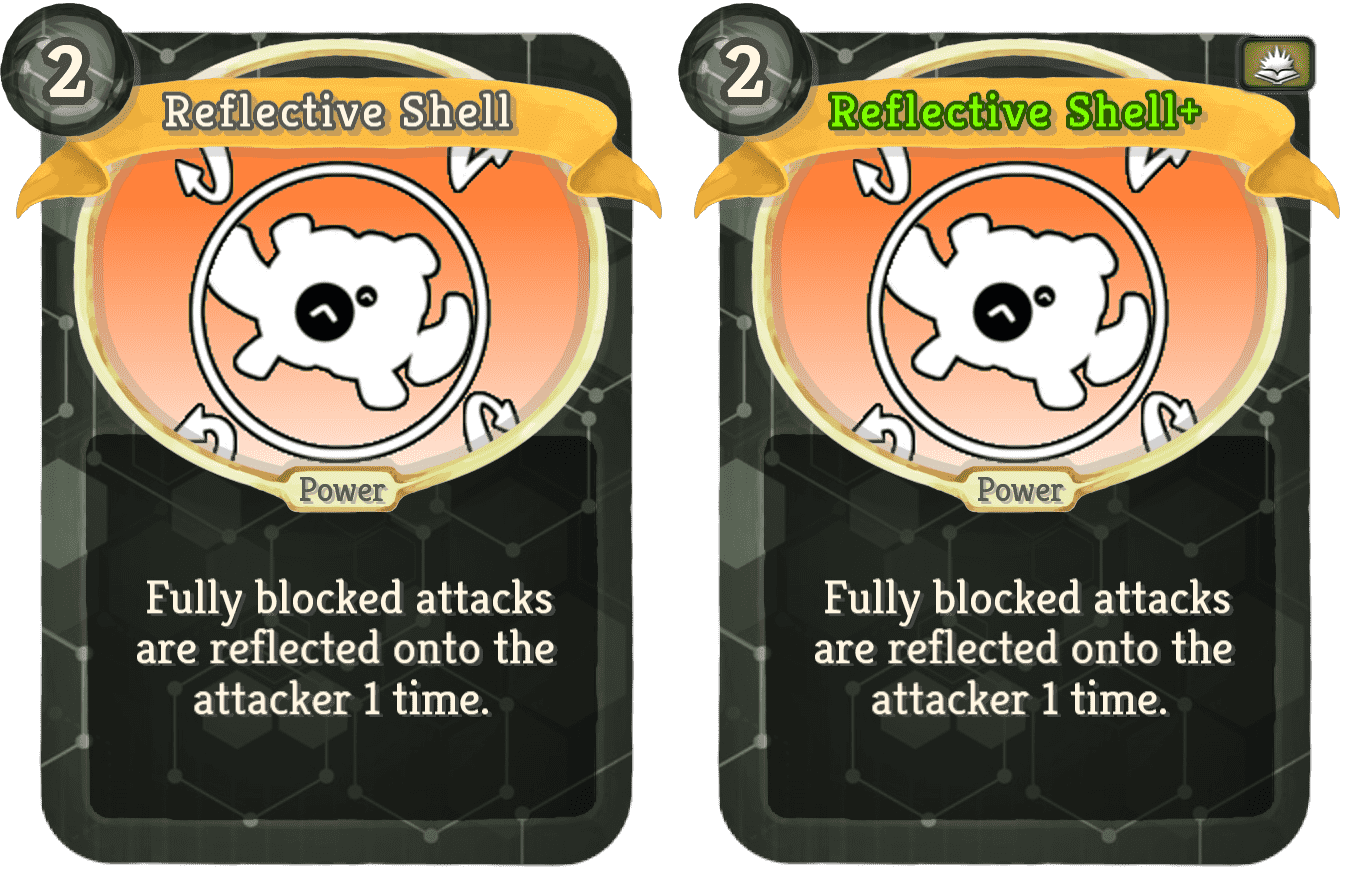 2
Reflective Shell
Power
Fully blocked attacks
are reflected onto the
attacker 1 time.
2
Reflective Shell+
Power
Fully blocked attacks
are reflected onto the
attacker 1 time.